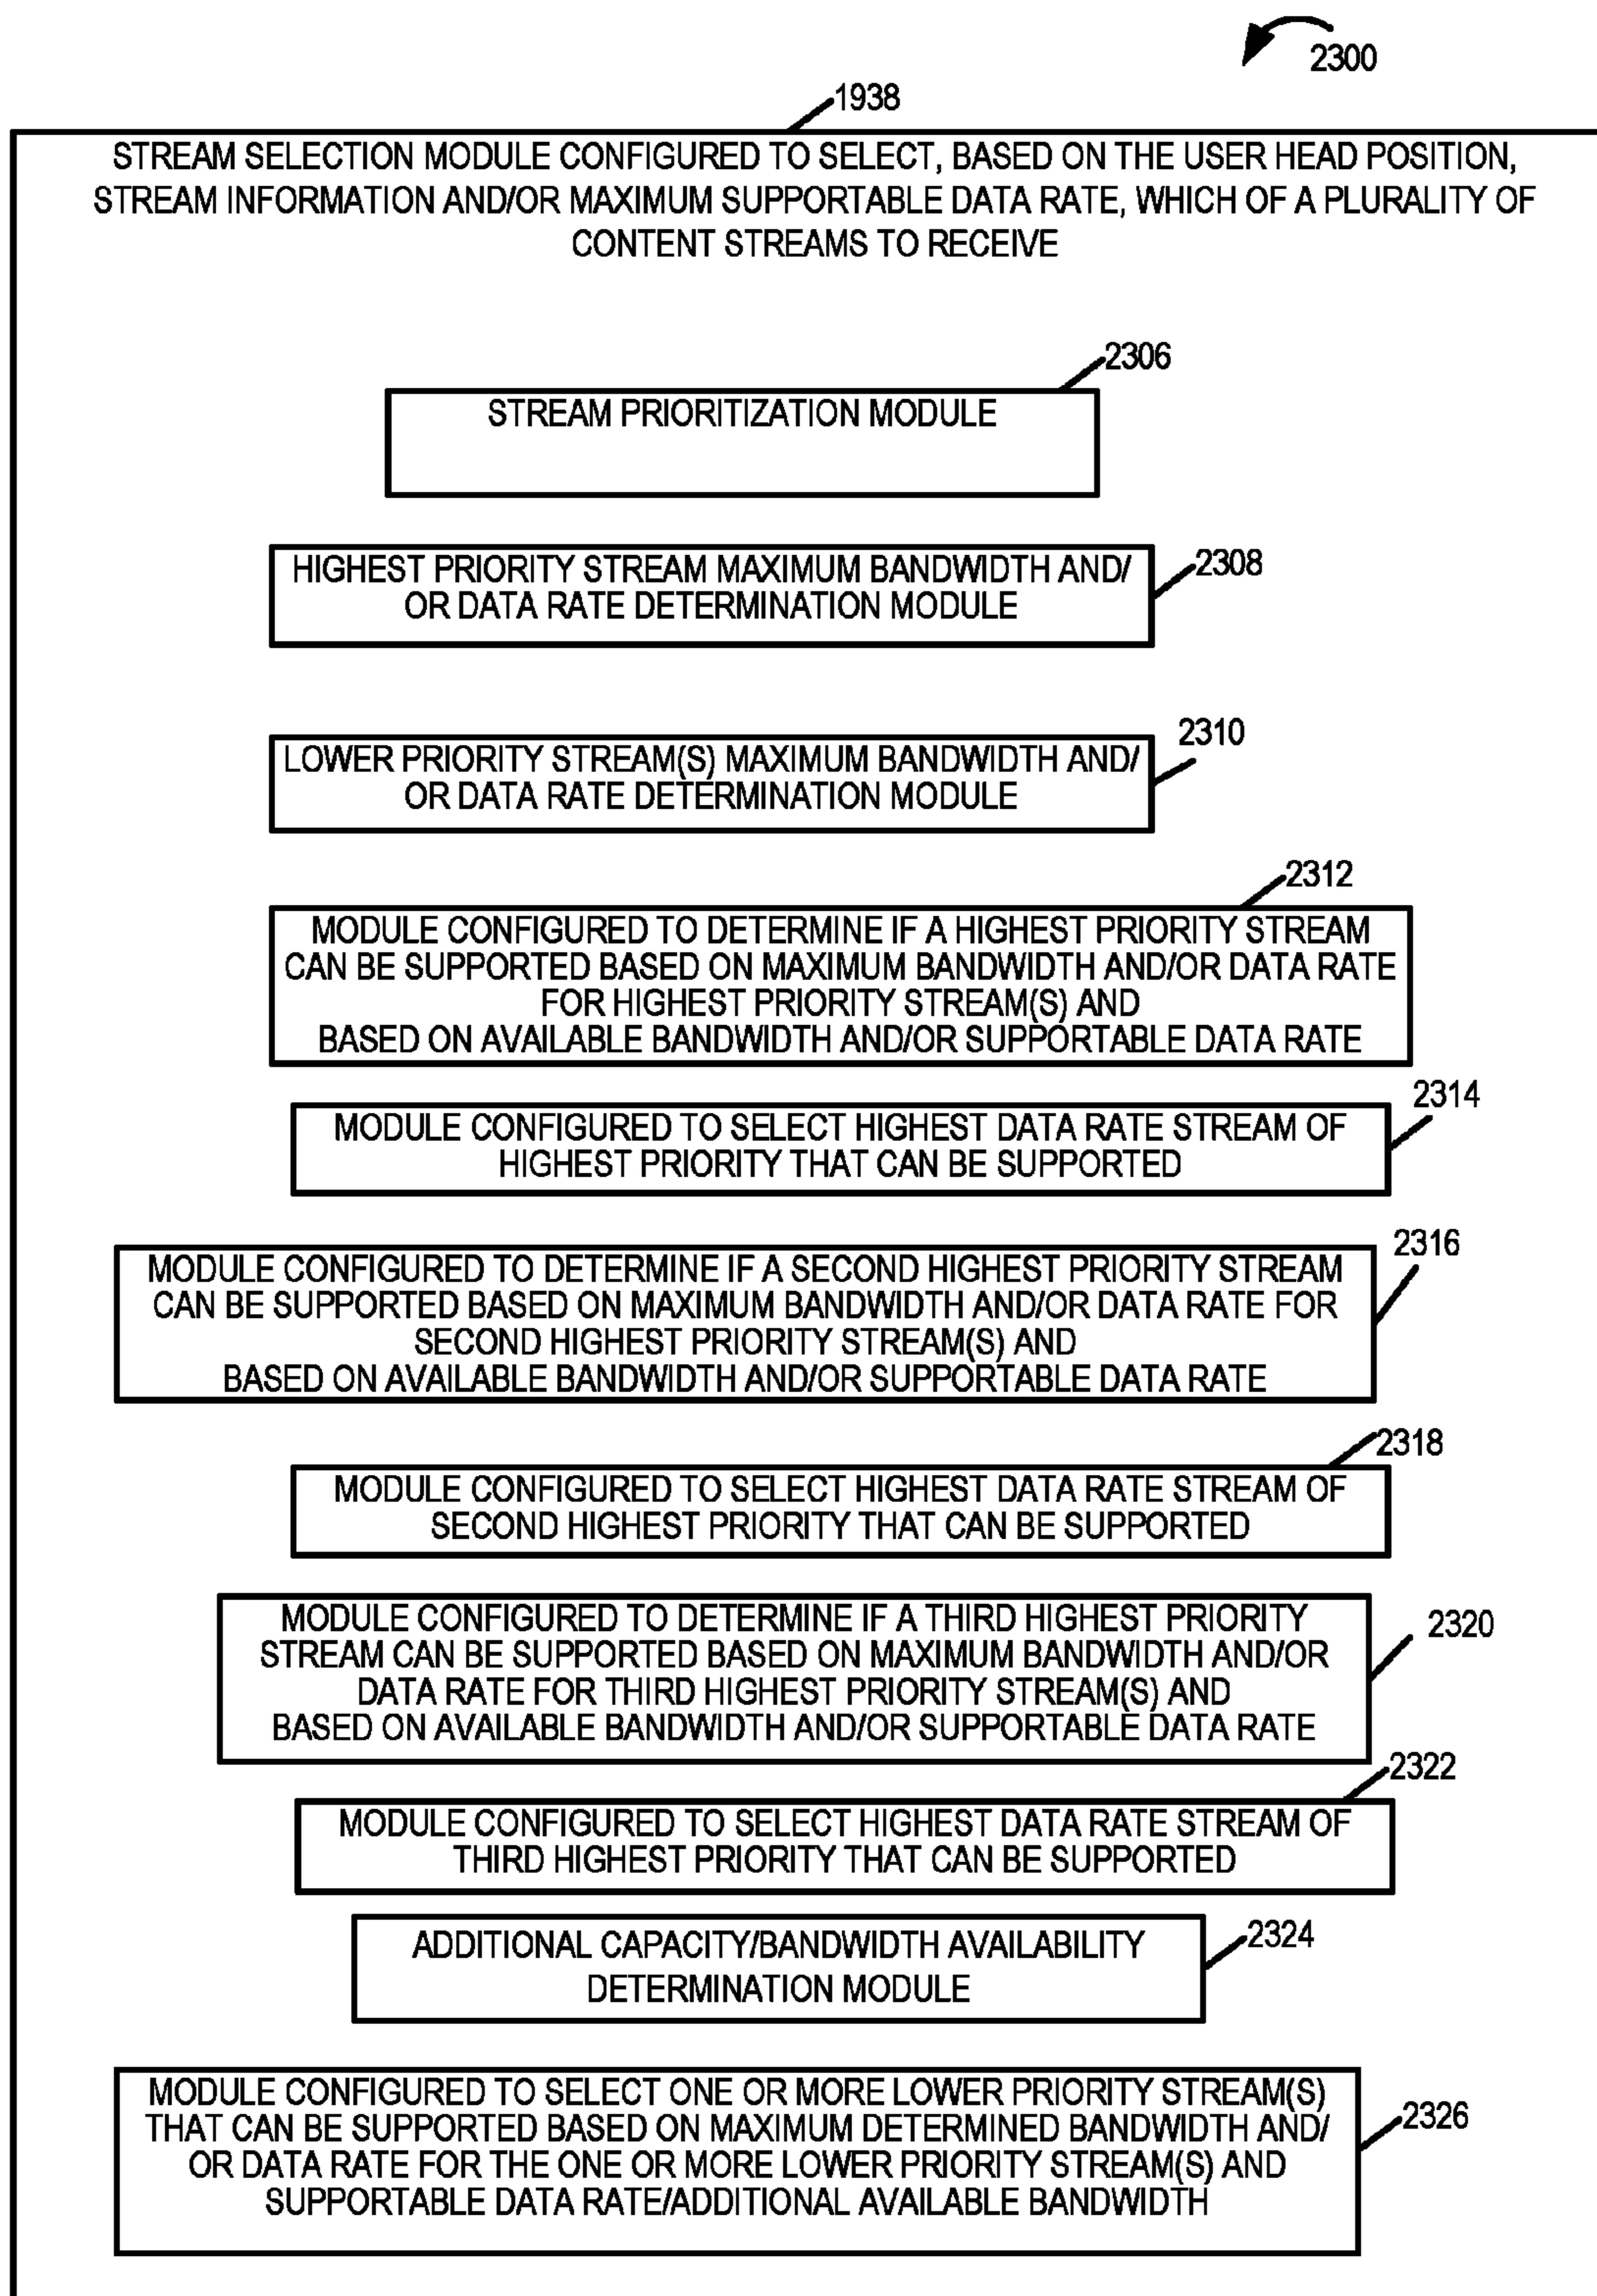 2300
1938
STREAM SELECTION MODULE CONFIGURED TO SELECT, BASED ON THE USER HEAD POSITION,
STREAM INFORMATION AND/OR MAXIMUM SUPPORTABLE DATA RATE, WHICH OF A PLURALITY OF
CONTENT STREAMS TO RECEIVE
2306
STREAM PRIORITIZATION MODULE
HIGHEST PRIORITY STREAM MAXIMUM BANDWIDTH AND/
OR DATA RATE DETERMINATION MODULE
2308
2310
LOWER PRIORITY STREAM(S) MAXIMUM BANDWIDTH AND/
OR DATA RATE DETERMINATION MODULE
2312
MODULE CONFIGURED TO DETERMINE IF A HIGHEST PRIORITY STREAM
CAN BE SUPPORTED BASED ON MAXIMUM BANDWIDTH AND/OR DATA RATE
FOR HIGHEST PRIORITY STREAM(S) AND
BASED ON AVAILABLE BANDWIDTH AND/OR SUPPORTABLE DATA RATE
2314
MODULE CONFIGURED TO SELECT HIGHEST DATA RATE STREAM OF
HIGHEST PRIORITY THAT CAN BE SUPPORTED
2316
MODULE CONFIGURED TO DETERMINE IF A SECOND HIGHEST PRIORITY STREAM
CAN BE SUPPORTED BASED ON MAXIMUM BANDWIDTH AND/OR DATA RATE FOR
SECOND HIGHEST PRIORITY STREAM(S) AND
BASED ON AVAILABLE BANDWIDTH AND/OR SUPPORTABLE DATA RATE
2318
MODULE CONFIGURED TO SELECT HIGHEST DATA RATE STREAM OF
SECOND HIGHEST PRIORITY THAT CAN BE SUPPORTED
MODULE CONFIGURED TO DETERMINE IF A THIRD HIGHEST PRIORITY
STREAM CAN BE SUPPORTED BASED ON MAXIMUM BANDWIDTH AND/OR
DATA RATE FOR THIRD HIGHEST PRIORITY STREAM(S) AND
BASED ON AVAILABLE BANDWIDTH AND/OR SUPPORTABLE DATA RATE
2320
2322
MODULE CONFIGURED TO SELECT HIGHEST DATA RATE STREAM OF
THIRD HIGHEST PRIORITY THAT CAN BE SUPPORTED
ADDITIONAL CAPACITY/BANDWIDTH AVAILABILITY
DETERMINATION MODULE
2324
MODULE CONFIGURED TO SELECT ONE OR MORE LOWER PRIORITY STREAM(S)
THAT CAN BE SUPPORTED BASED ON MAXIMUM DETERMINED BANDWIDTH AND/
OR DATA RATE FOR THE ONE OR MORE LOWER PRIORITY STREAM(S) AND
SUPPORTABLE DATA RATE/ADDITIONAL AVAILABLE BANDWIDTH
2326